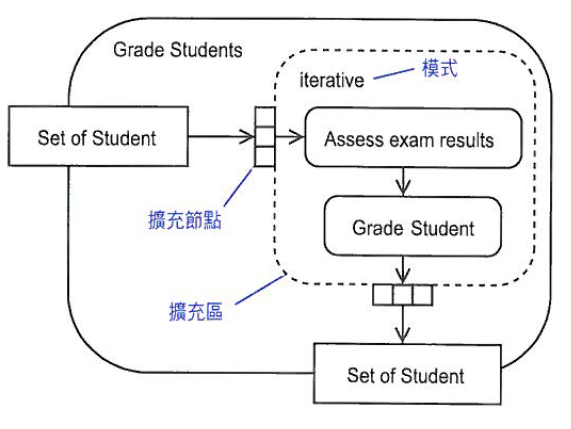 Grade Students
iterative
模式
Set of Student
Assess exam results
擴充節點
Grade Student
擴充區
Set of Student